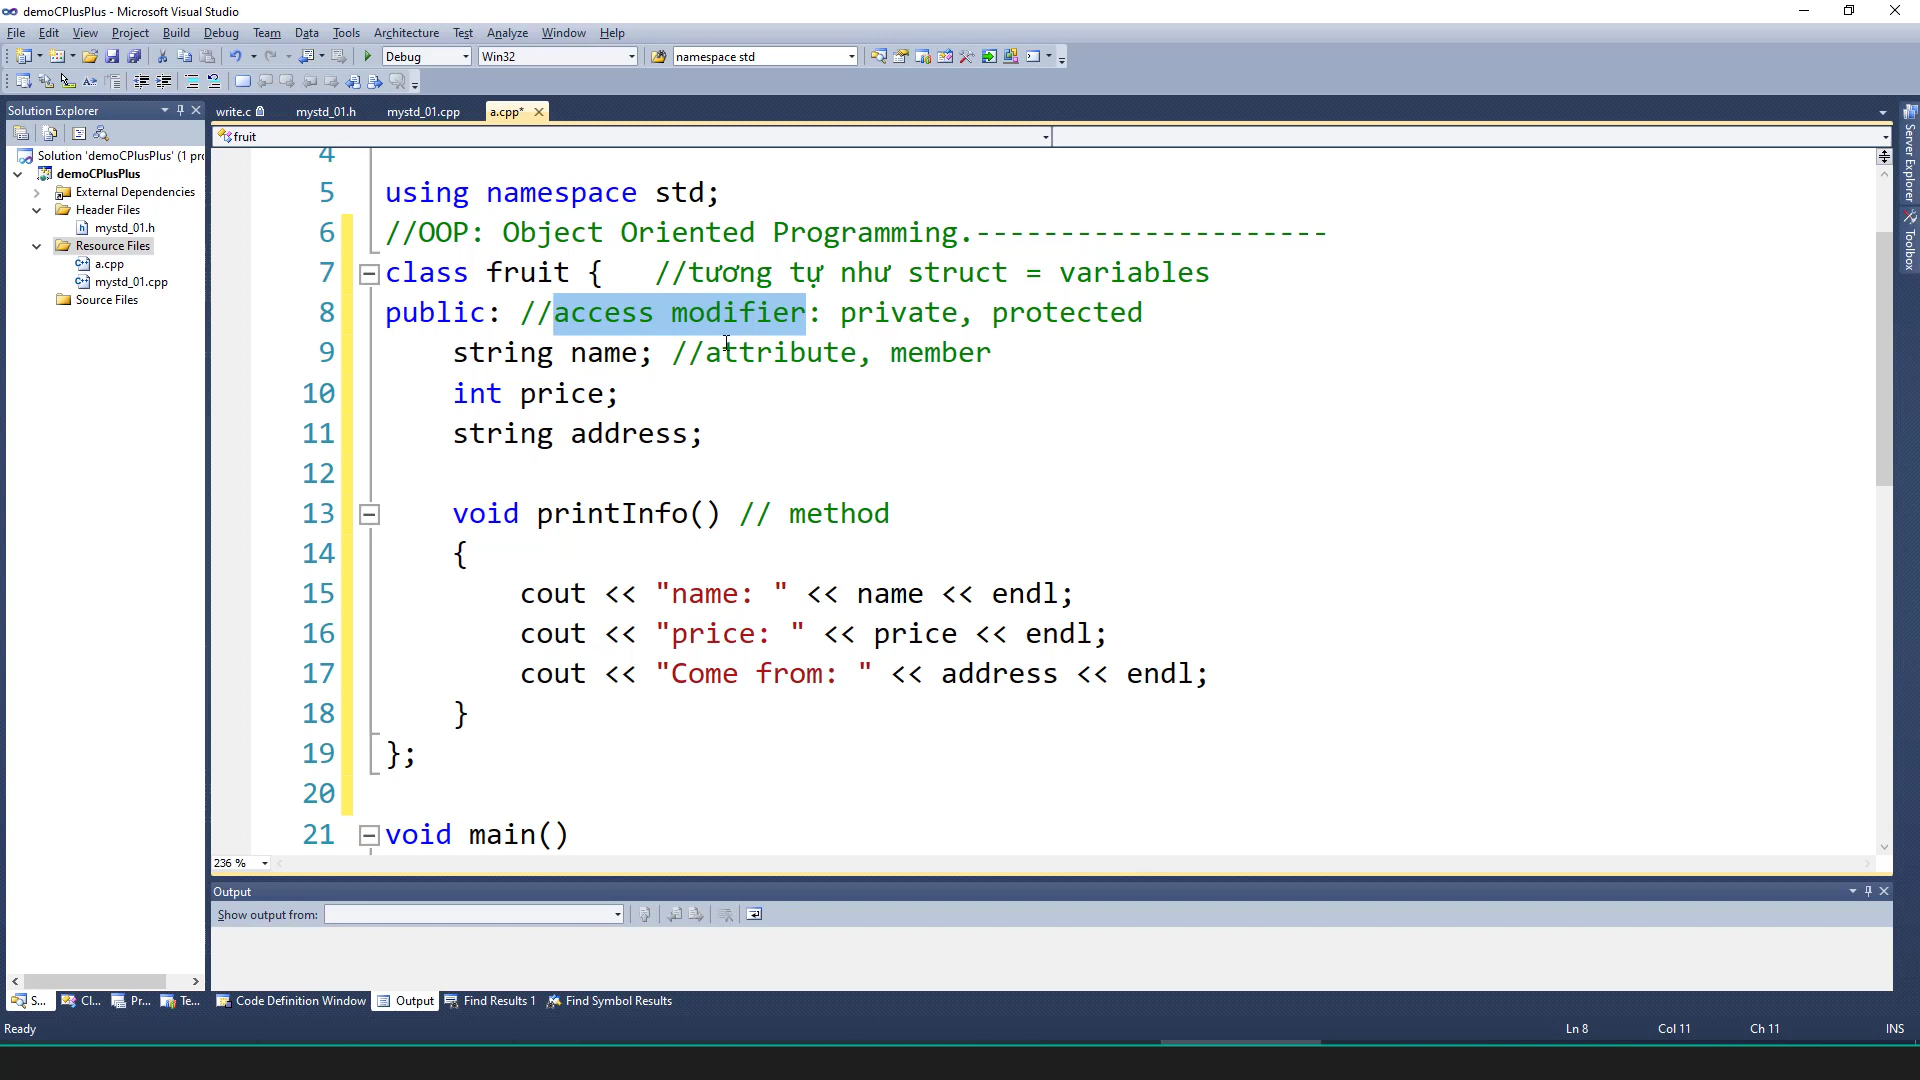 demoCPlusPlus - Microsoft Visual Studio
File Edit View Project Build Debug Team Data Tools Architecture Test Analyze Window Help
Debug Win32 namespace std
Solution Explorer
write.c mystd_01.h mystd_01.cpp a.cpp*
fruit
Solution 'demoCPlusPlus' (1 pro
demoCPlusPlus
External Dependencies
Header Files
mystd_01.h
Resource Files
a.cpp
mystd_01.cpp
Source Files
4
5 using namespace std;
6 //OOP: Object Oriented Programming.---------------------
7 class fruit { //tương tự như struct = variables
8 public: //access modifier: private, protected
9 string name; //attribute, member
10 int price;
11 string address;
12
13 void printInfo() // method
14 {
15 cout << "name: " << name << endl;
16 cout << "price: " << price << endl;
17 cout << "Come from: " << address << endl;
18 }
19 };
20
21 void main()
236 %
Server Explorer
Toolbox
Output
Show output from:
S... Cl... Pr... Te... Code Definition Window Output Find Results 1 Find Symbol Results
Ready Ln 8 Col 11 Ch 11 INS